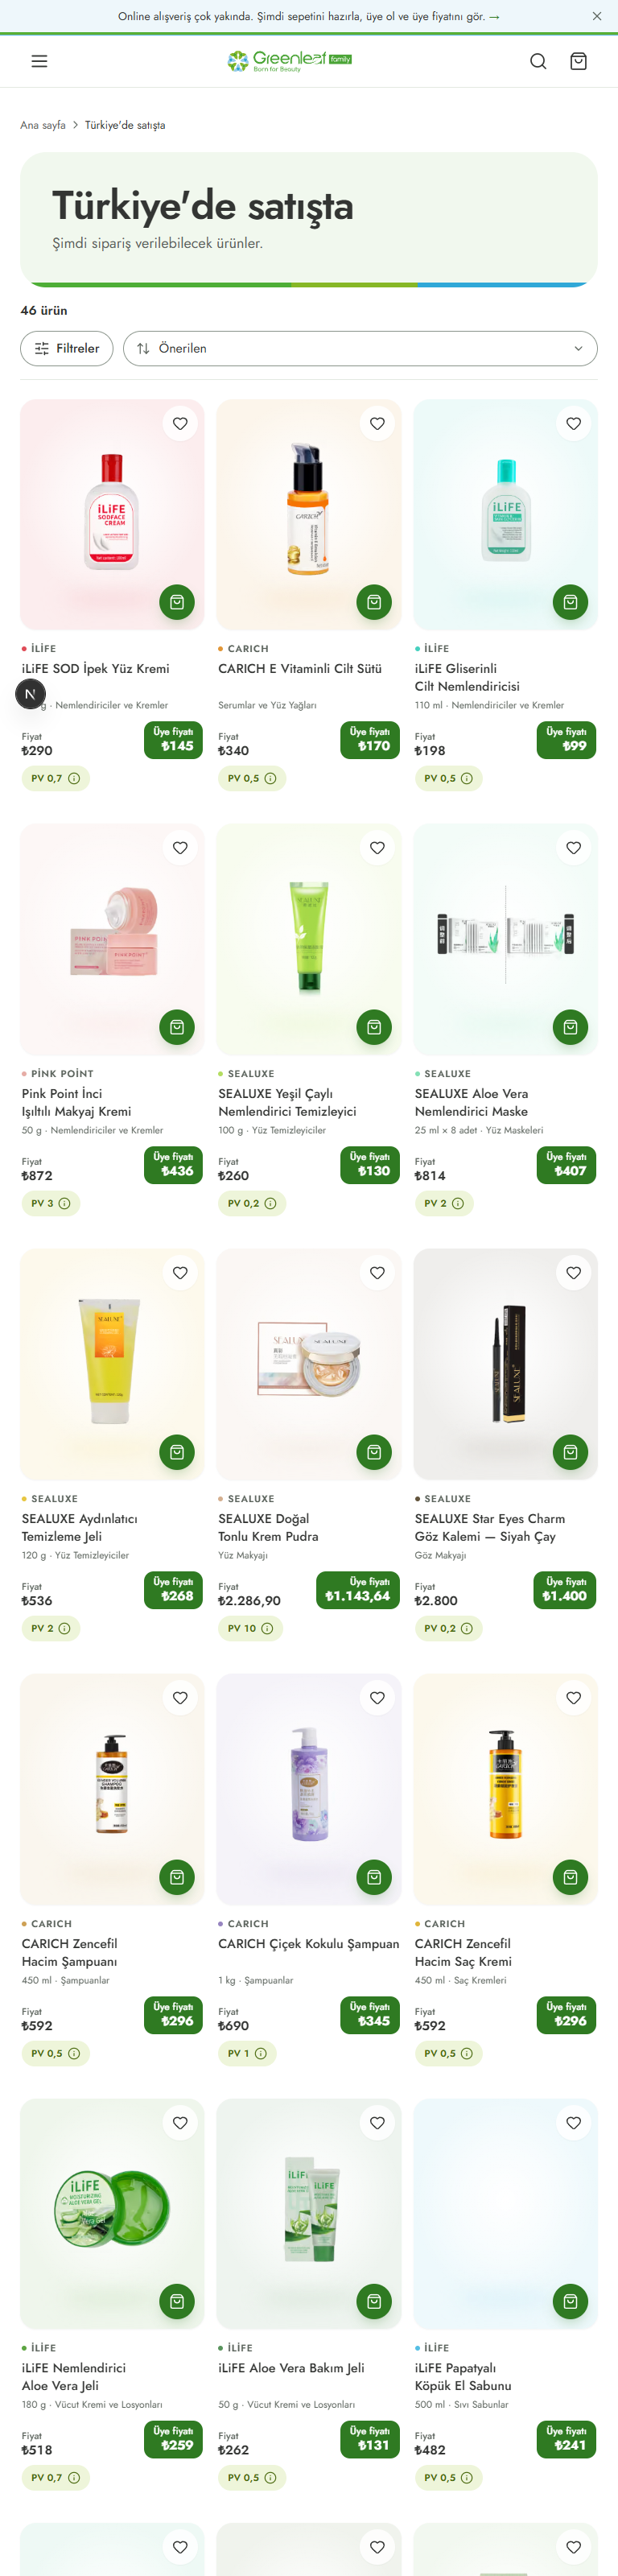 Online alışveriş çok yakında. Şimdi sepetini hazırla, üye ol ve üye fiyatını gör. →
Greenleaf family
Born for Beauty
Ana sayfa > Türkiye'de satışta
Türkiye'de satışta
Şimdi sipariş verilebilecek ürünler.
46 ürün
Filtreler
Önerilen
iLiFE
SODFACE
CREAM
CARICH
iLiFE
İLİFE
iLiFE SOD İpek Yüz Kremi
g · Nemlendiriciler ve Kremler
Fiyat
₺290
Üye fiyatı
₺145
PV 0,7
CARICH
CARICH E Vitaminli Cilt Sütü
Serumlar ve Yüz Yağları
Fiyat
₺340
Üye fiyatı
₺170
PV 0,5
İLİFE
iLiFE Gliserinli
Cilt Nemlendiricisi
110 ml · Nemlendiriciler ve Kremler
Fiyat
₺198
Üye fiyatı
₺99
PV 0,5
PİNK POİNT
Pink Point İnci
Işıltılı Makyaj Kremi
50 g · Nemlendiriciler ve Kremler
Fiyat
₺872
Üye fiyatı
₺436
PV 3
SEALUXE
SEALUXE Yeşil Çaylı
Nemlendirici Temizleyici
100 g · Yüz Temizleyiciler
Fiyat
₺260
Üye fiyatı
₺130
PV 0,2
SEALUXE
SEALUXE Aloe Vera
Nemlendirici Maske
25 ml × 8 adet · Yüz Maskeleri
Fiyat
₺814
Üye fiyatı
₺407
PV 2
SEALUXE
SEALUXE Aydınlatıcı
Temizleme Jeli
120 g · Yüz Temizleyiciler
Fiyat
₺536
Üye fiyatı
₺268
PV 2
SEALUXE
SEALUXE Doğal
Tonlu Krem Pudra
Yüz Makyajı
Fiyat
₺2.286,90
Üye fiyatı
₺1.143,64
PV 10
SEALUXE
SEALUXE Star Eyes Charm
Göz Kalemi — Siyah Çay
Göz Makyajı
Fiyat
₺2.800
Üye fiyatı
₺1.400
PV 0,2
CARICH
CARICH Zencefil
Hacim Şampuanı
450 ml · Şampuanlar
Fiyat
₺592
Üye fiyatı
₺296
PV 0,5
CARICH
CARICH Çiçek Kokulu Şampuan
1 kg · Şampuanlar
Fiyat
₺690
Üye fiyatı
₺345
PV 1
CARICH
CARICH Zencefil
Hacim Saç Kremi
450 ml · Saç Kremleri
Fiyat
₺592
Üye fiyatı
₺296
PV 0,5
iLiFE
MOISTURIZING
ALOE VERA GEL
iLiFE
İLİFE
iLiFE Nemlendirici
Aloe Vera Jeli
180 g · Vücut Kremi ve Losyonları
Fiyat
₺518
Üye fiyatı
₺259
PV 0,7
İLİFE
iLiFE Aloe Vera Bakım Jeli
50 g · Vücut Kremi ve Losyonları
Fiyat
₺262
Üye fiyatı
₺131
PV 0,5
İLİFE
iLiFE Papatyalı
Köpük El Sabunu
500 ml · Sıvı Sabunlar
Fiyat
₺482
Üye fiyatı
₺241
PV 0,5